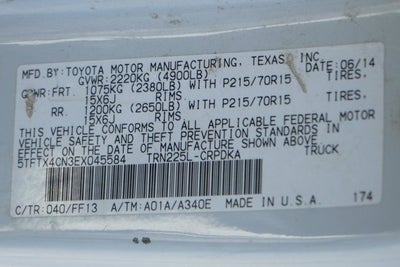 MFD.BY: TOYOTA MOTOR MANUFACTURING, TEXAS, INC.
GVWR: 2220KG (4900LB) 06/14
GAWR: FRT. 1075KG (2380LB) WITH P215/70R15 TIRES,
15X6J RIMS
RR. 1200KG (2650LB) WITH P215/70R15 TIRES,
15X6J RIMS
THIS VEHICLE CONFORMS TO ALL APPLICABLE FEDERAL MOTOR
VEHICLE SAFETY AND THEFT PREVENTION STANDARDS IN
EFFECT ON THE DATE OF MANUFACTURE SHOWN ABOVE.
5TFTX4CN3EX045584 TRN225L-CRPDKA TRUCK
C/TR: 040/FF13 A/TM: A01A/A340E MADE IN U.S.A. 174